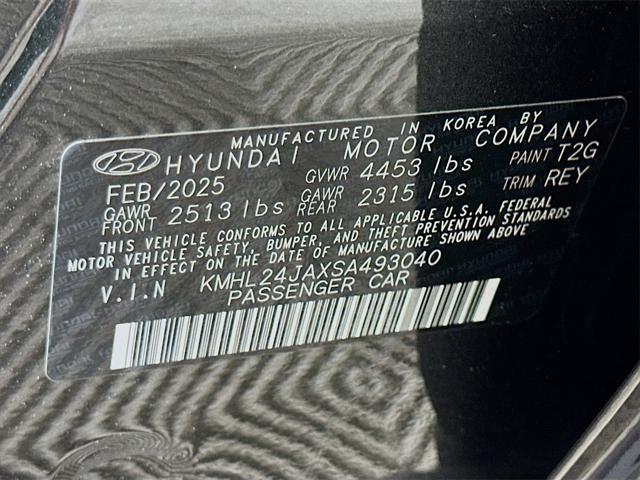 MANUFACTURED IN KOREA BY
HYUNDAI MOTOR COMPANY
FEB/2025 GVWR 4453 lbs PAINT T2G
GAWR FRONT 2513 lbs GAWR REAR 2315 lbs TRIM REY
THIS VEHICLE CONFORMS TO ALL APPLICABLE U.S.A. FEDERAL
MOTOR VEHICLE SAFETY, BUMPER, AND THEFT PREVENTION STANDARDS
IN EFFECT ON THE DATE OF MANUFACTURE SHOWN ABOVE
V.I.N KMHL24JAXSA493040
PASSENGER CAR